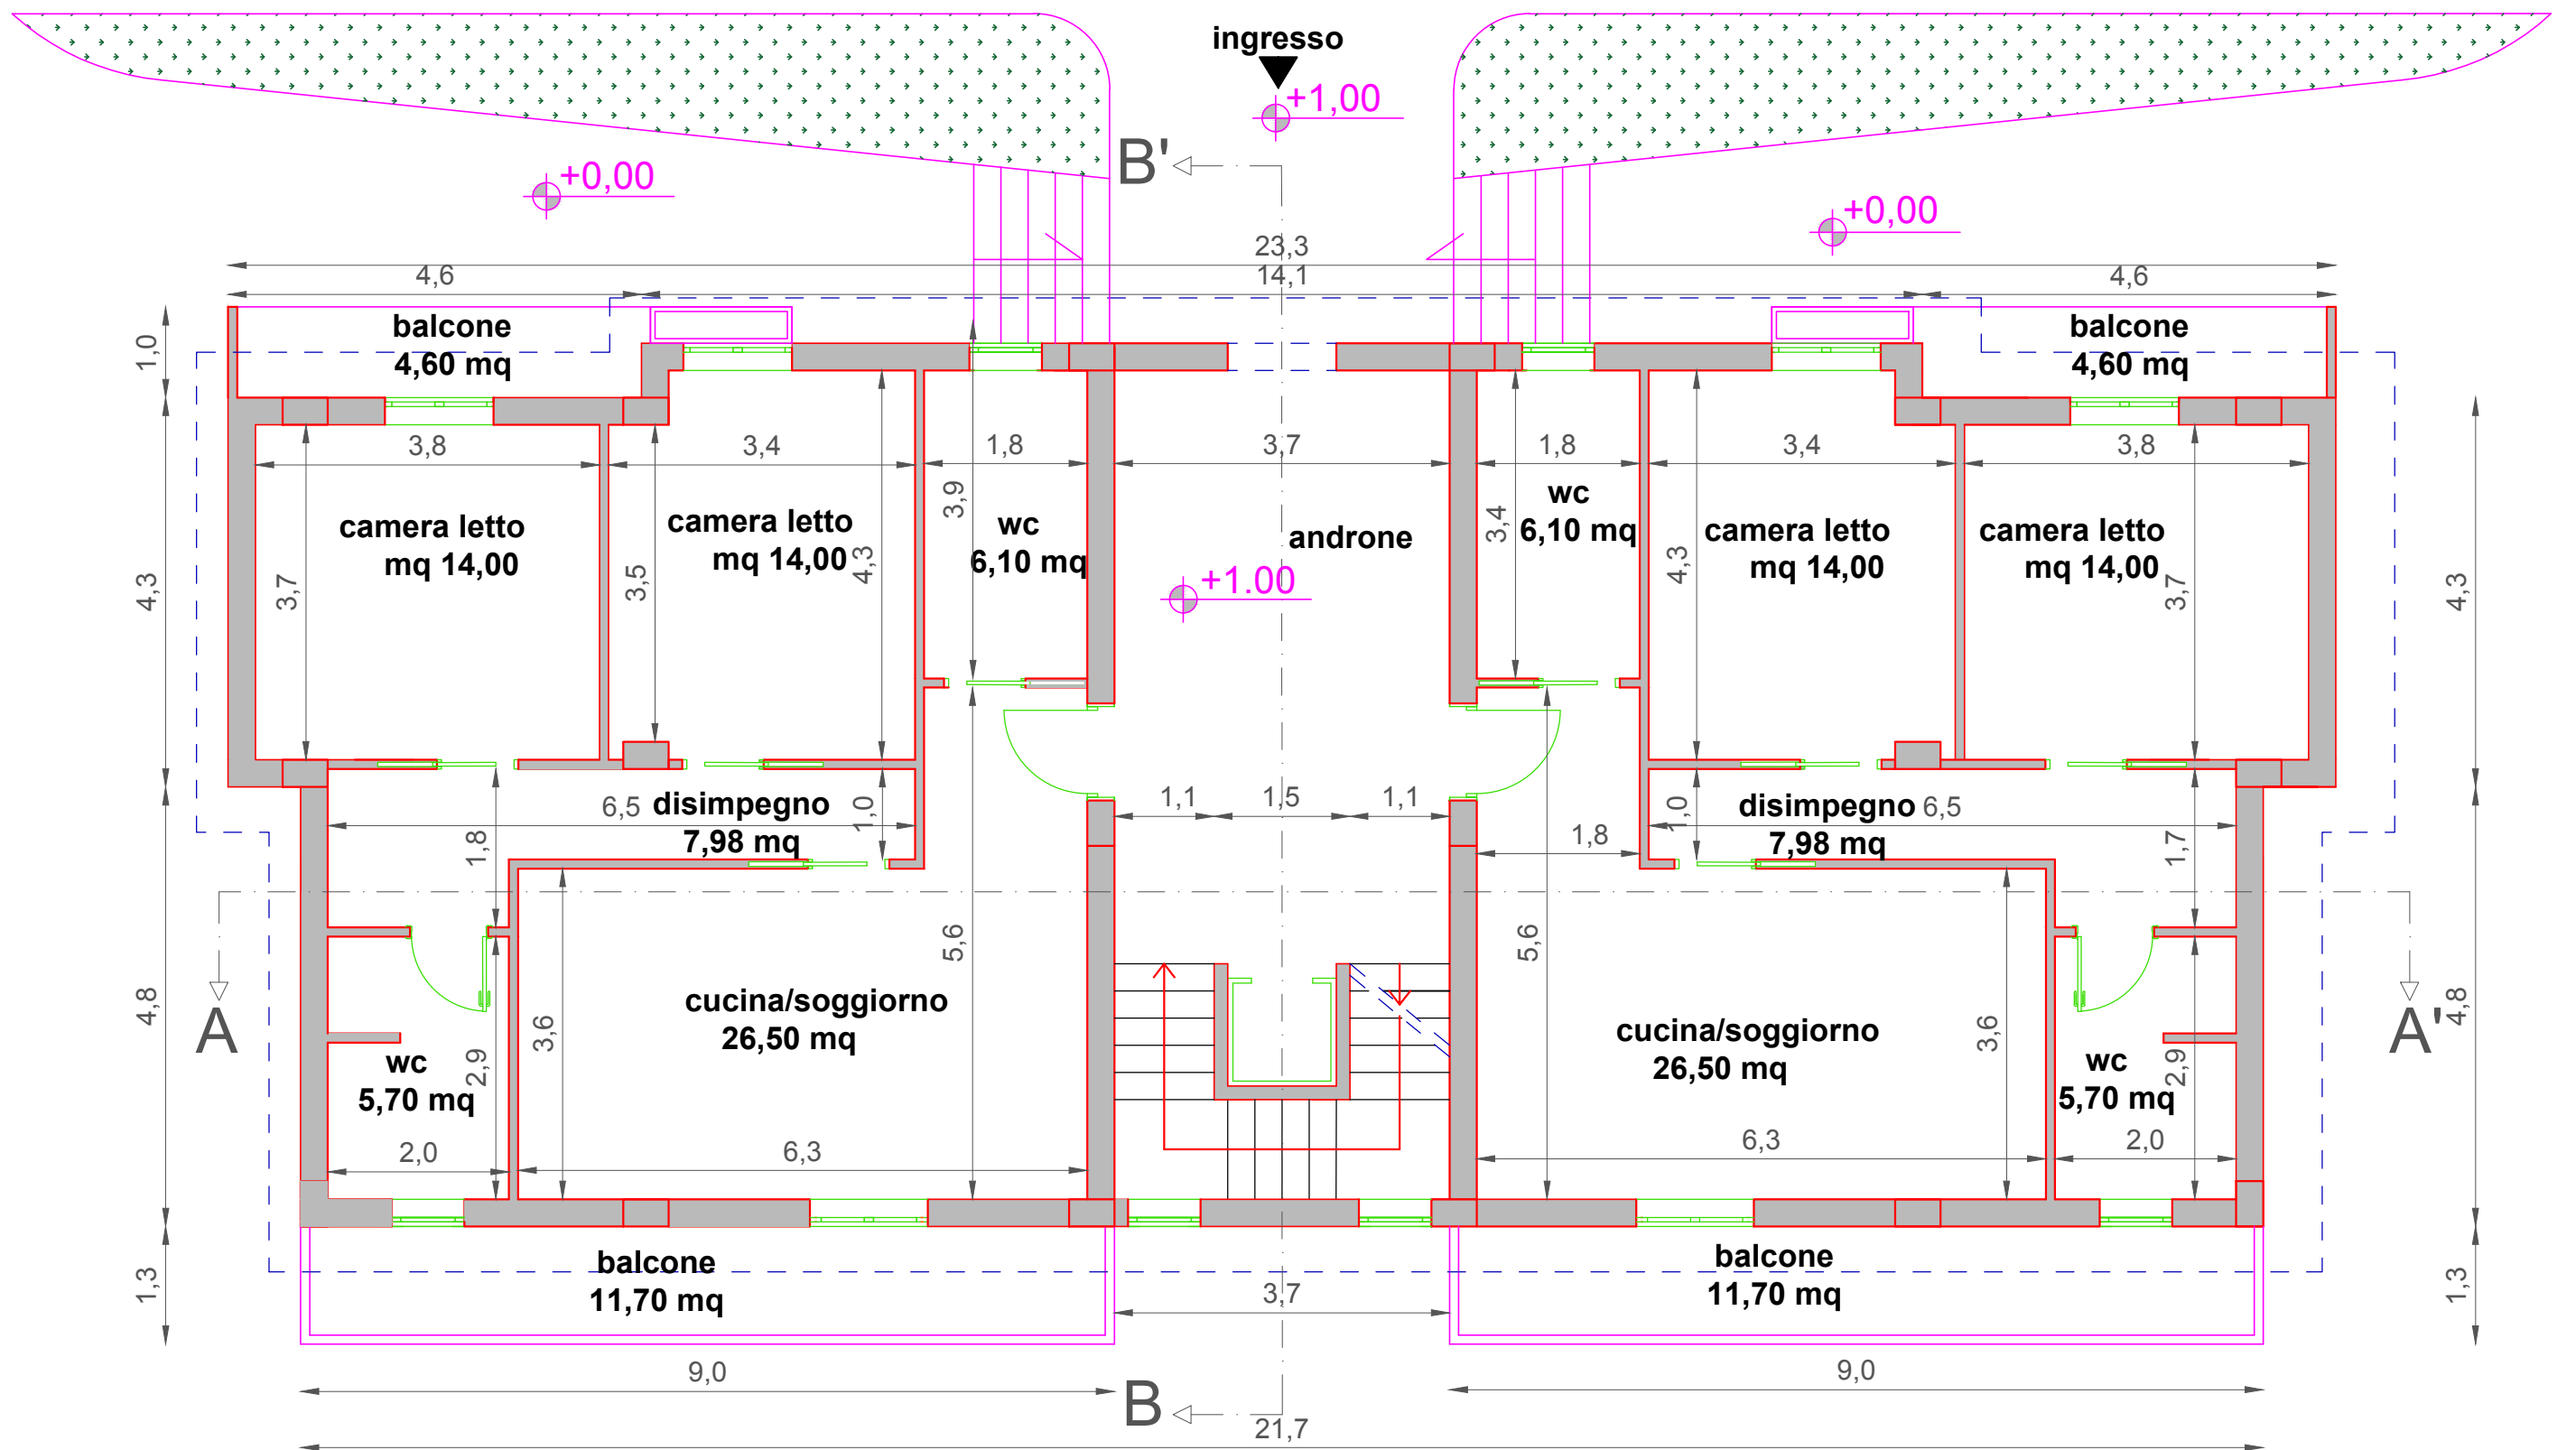 ingresso
+1,00
B'
+0,00
+0,00
23,3
4,6
14,1
4,6
balcone
4,60 mq
balcone
4,60 mq
1,0
3,8
3,4
1,8
3,7
1,8
3,4
3,8
3,9
3,4
camera letto
mq 14,00
camera letto
mq 14,00
wc
6,10 mq
androne
wc
6,10 mq
camera letto
mq 14,00
camera letto
mq 14,00
4,3
3,7
3,5
4,3
+1.00
4,3
3,7
4,3
6,5
disimpegno
7,98 mq
1,0
1,1
1,5
1,1
1,8
1,0
disimpegno
7,98 mq
6,5
1,8
1,7
5,6
5,6
A
4,8
cucina/soggiorno
26,50 mq
3,6
wc
5,70 mq
2,9
2,0
6,3
cucina/soggiorno
26,50 mq
3,6
wc
5,70 mq
2,9
A'
4,8
6,3
2,0
1,3
balcone
11,70 mq
3,7
balcone
11,70 mq
1,3
9,0
9,0
B
21,7